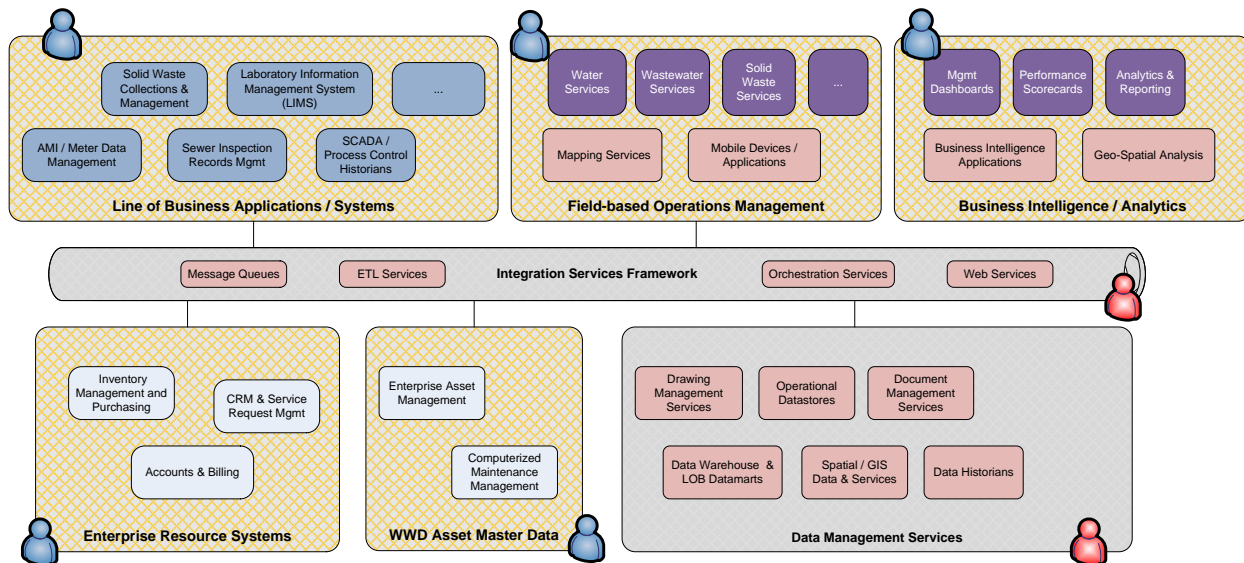 Solid Waste
Collections &
Management
Laboratory Information
Management System
(LIMS)
...
AMI / Meter Data
Management
Sewer Inspection
Records Mgmt
SCADA /
Process Control
Historians
Line of Business Applications / Systems
Water
Services
Wastewater
Services
Solid
Waste
Services
...
Mapping Services
Mobile Devices /
Applications
Field-based Operations Management
Mgmt
Dashboards
Performance
Scorecards
Analytics &
Reporting
Business Intelligence
Applications
Geo-Spatial Analysis
Business Intelligence / Analytics
Message Queues
ETL Services
Integration Services Framework
Orchestration Services
Web Services
Inventory
Management and
Purchasing
CRM & Service
Request Mgmt
Accounts & Billing
Enterprise Resource Systems
Enterprise Asset
Management
Computerized
Maintenance
Management
WWD Asset Master Data
Drawing
Management
Services
Operational
Datastores
Document
Management
Services
Data Warehouse &
LOB Datamarts
Spatial / GIS
Data & Services
Data Historians
Data Management Services